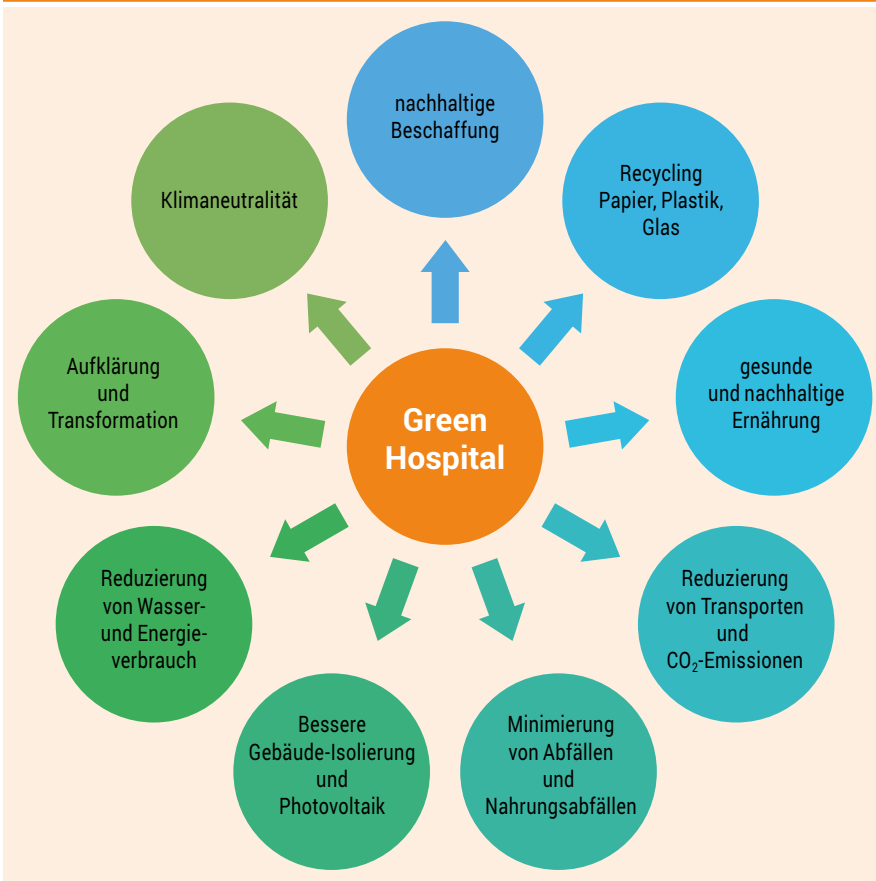 nachhaltige
Beschaffung
Recycling
Papier, Plastik,
Glas
gesunde
und nachhaltige
Ernährung
Reduzierung
von Transporten
und
CO₂-Emissionen
Minimierung
von Abfällen
und
Nahrungsabfällen
Bessere
Gebäude-Isolierung
und
Photovoltaik
Reduzierung
von Wasser-
und Energie-
verbrauch
Aufklärung
und
Transformation
Klimaneutralität
Green
Hospital